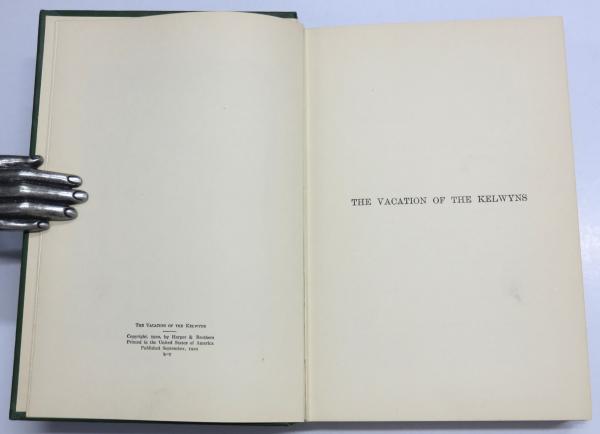 THE VACATION OF THE KELWYNS
Copyright, 1920, by Harper & Brothers
Printed in the United States of America
Published September, 1920
THE VACATION OF THE KELWYNS